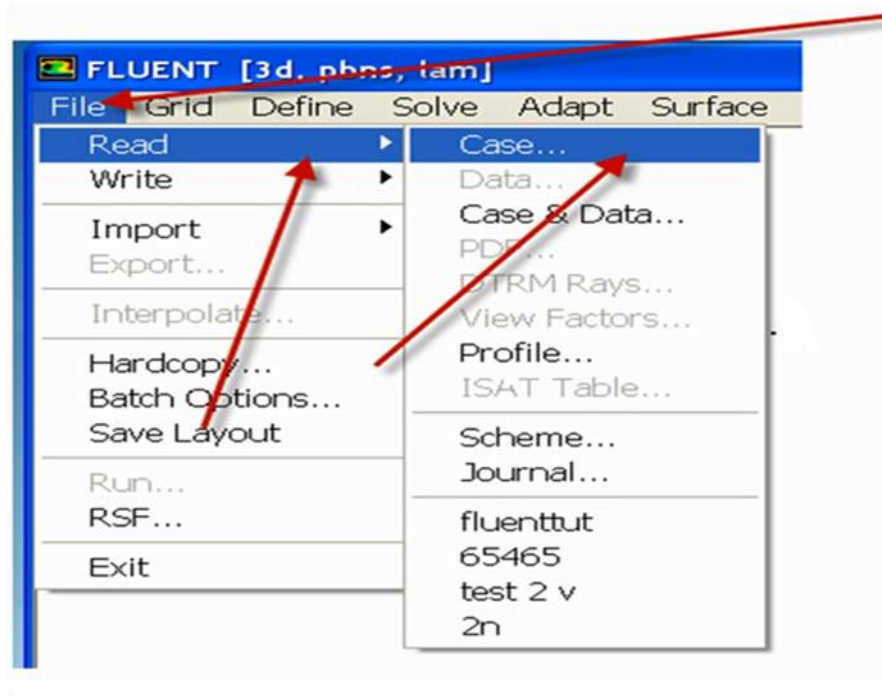 FLUENT [3d, pbns, lam]
File Grid Define Solve Adapt Surface
Read
Write
Import
Export...
Interpolate...
Hardcopy...
Batch Options...
Save Layout
Run...
RSF...
Exit
Case...
Data...
Case & Data...
PDF...
DTRM Rays...
View Factors...
Profile...
ISAT Table...
Scheme...
Journal...
fluenttut
65465
test 2 v
2n